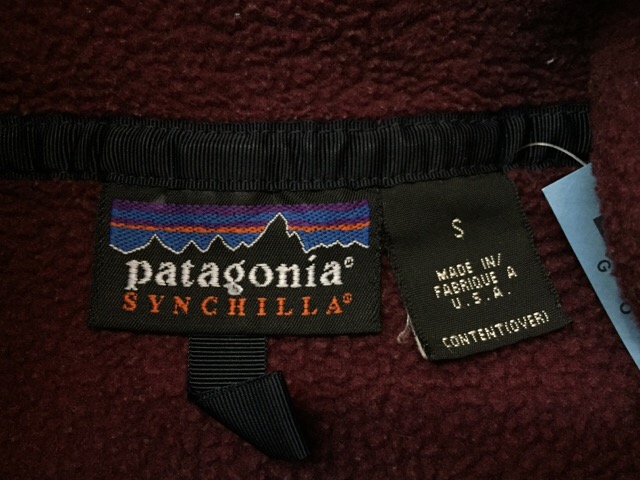 patagonia®
SYNCHILLA®
S
MADE IN/
FABRIQUE A
U.S.A.
CONTENT(OVER)